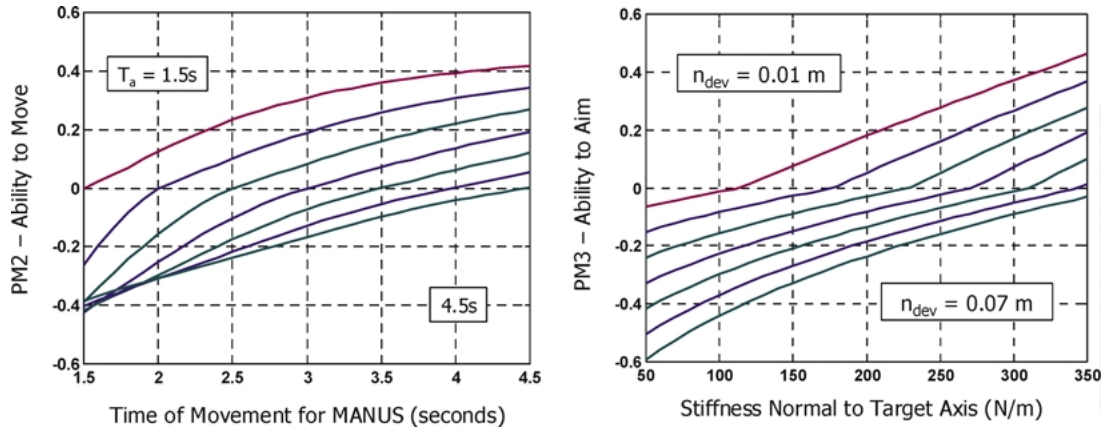 0.6
0.4
0.2
0
-0.2
-0.4
-0.6
PM2 – Ability to Move
Ta = 1.5s
4.5s
1.5 2 2.5 3 3.5 4 4.5
Time of Movement for MANUS (seconds)
0.6
0.4
0.2
0
-0.2
-0.4
-0.6
PM3 – Ability to Aim
ndev = 0.01 m
ndev = 0.07 m
50 100 150 200 250 300 350
Stiffness Normal to Target Axis (N/m)